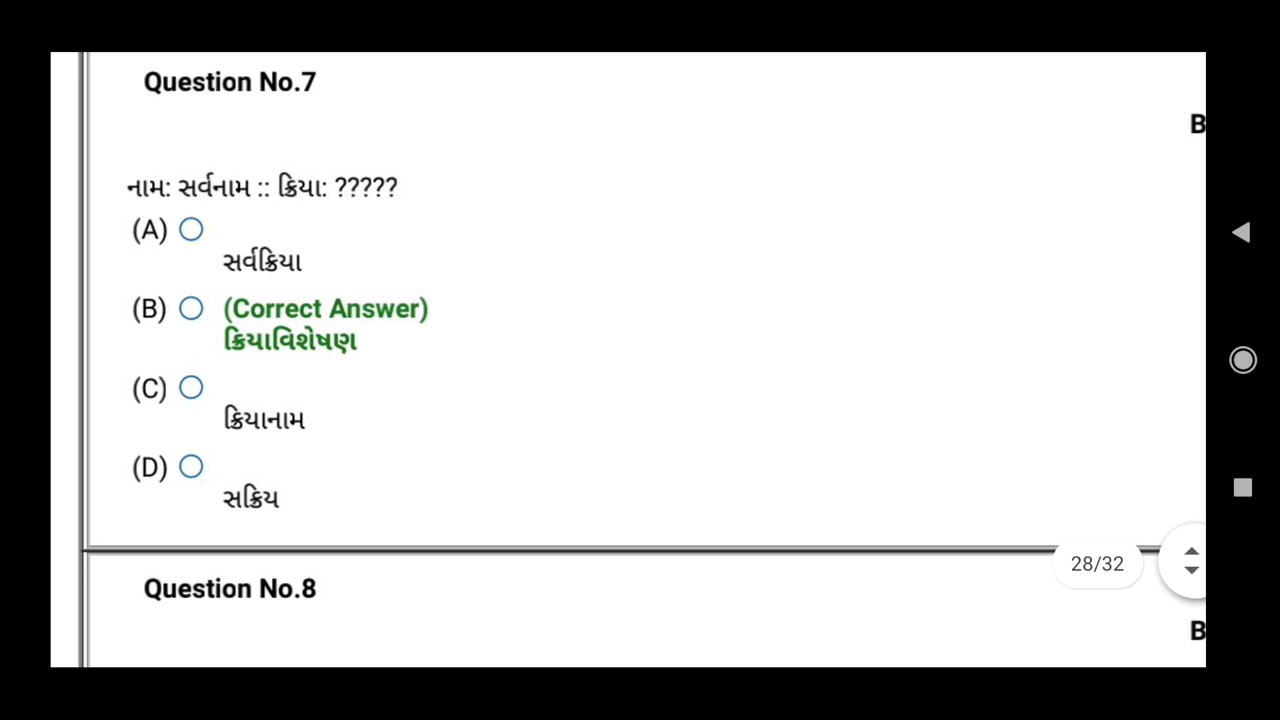 Question No.7
B
નામ: સર્વનામ :: ક્રિયા: ?????
(A)
સર્વક્રિયા
(B) (Correct Answer)
ક્રિયાવિશેષણ
(C)
ક્રિયાનામ
(D)
સક્રિય
28/32
Question No.8
B